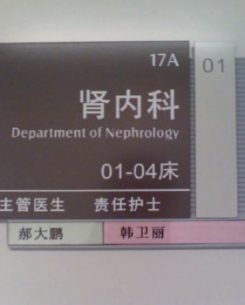 17A
01
肾内科
Department of Nephrology
01-04床
主管医生 责任护士
郝大鹏 韩卫丽